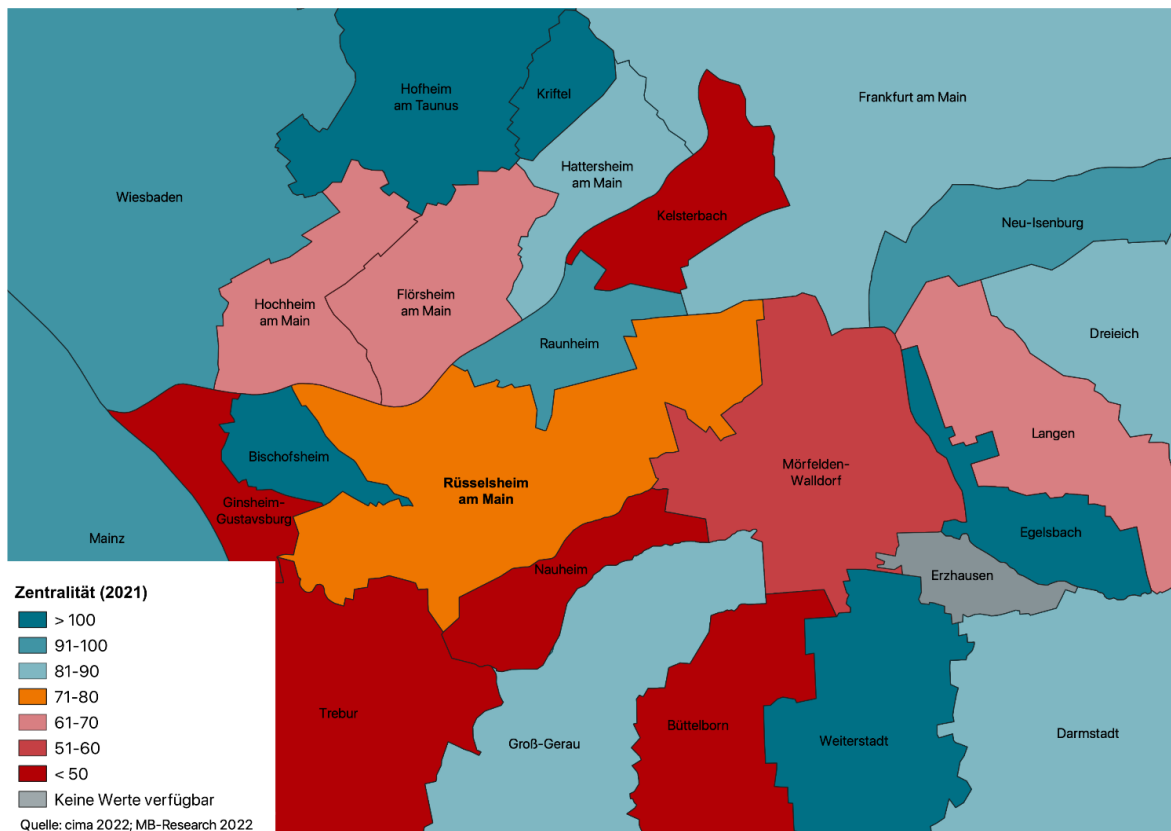 Hofheim
am Taunus
Kriftel
Frankfurt am Main
Hattersheim
am Main
Wiesbaden
Kelsterbach
Neu-Isenburg
Hochheim
am Main
Flörsheim
am Main
Raunheim
Dreieich
Langen
Bischofsheim
Mörfelden-
Walldorf
Rüsselsheim
am Main
Ginsheim-
Gustavsburg
Egelsbach
Mainz
Nauheim
Erzhausen
Trebur
Groß-Gerau
Büttelborn
Weiterstadt
Darmstadt
Zentralität (2021)
> 100
91-100
81-90
71-80
61-70
51-60
< 50
Keine Werte verfügbar
Quelle: cima 2022; MB-Research 2022